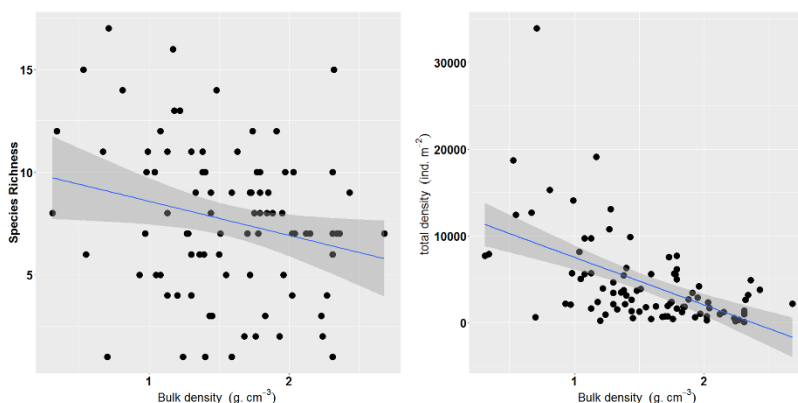 Species Richness
15
10
5
1
2
Bulk density (g. cm⁻³)
total density (ind. m⁻²)
30000
20000
10000
0
1
2
Bulk density (g. cm⁻³)